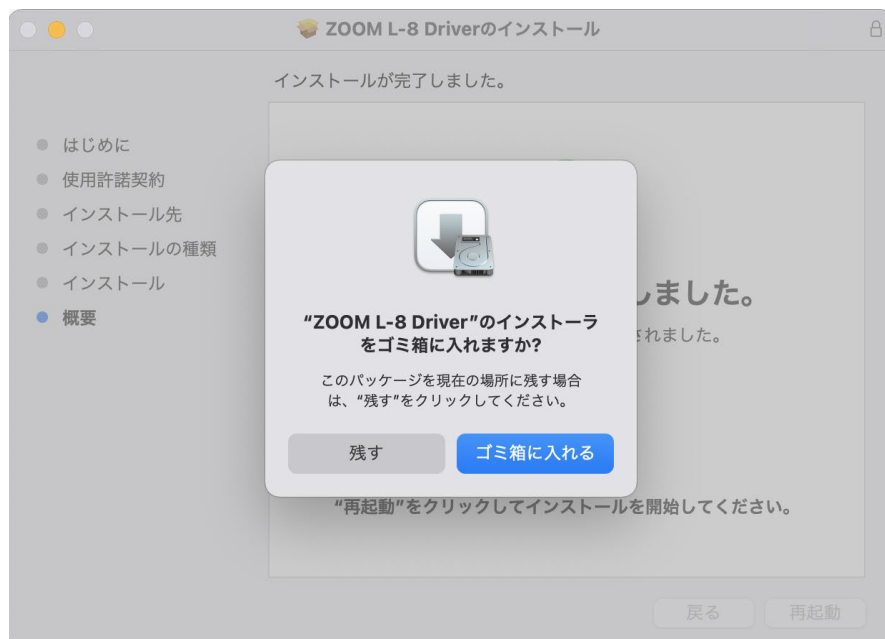 ZOOM L-8 Driverのインストール
インストールが完了しました。
はじめに
使用許諾契約
インストール先
インストールの種類
インストール
概要
しました。
されました。
“ZOOM L-8 Driver”のインストーラ
をゴミ箱に入れますか?
このパッケージを現在の場所に残す場合
は、“残す”をクリックしてください。
残す
ゴミ箱に入れる
“再起動”をクリックしてインストールを開始してください。
戻る
再起動